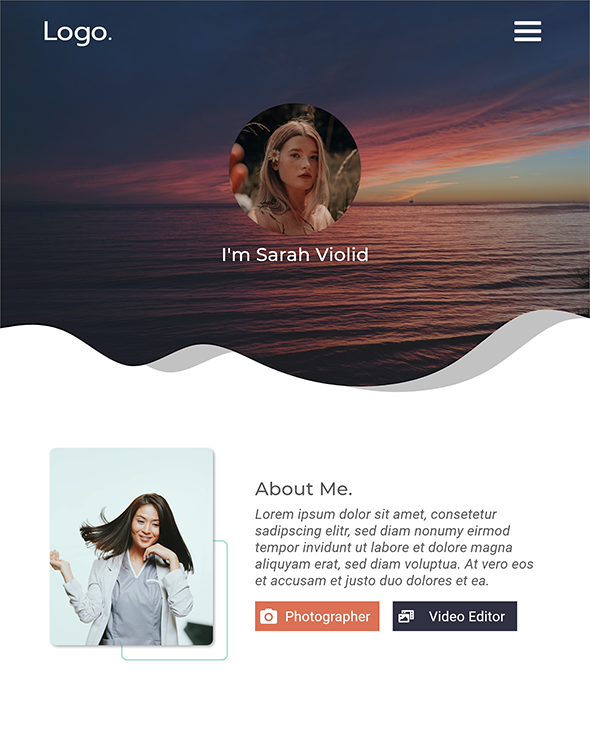 Logo.
I'm Sarah Violid
About Me.
Lorem ipsum dolor sit amet, consetetur
sadipscing elitr, sed diam nonumy eirmod
tempor invidunt ut labore et dolore magna
aliquyam erat, sed diam voluptua. At vero eos
et accusam et justo duo dolores et ea.
Photographer
Video Editor